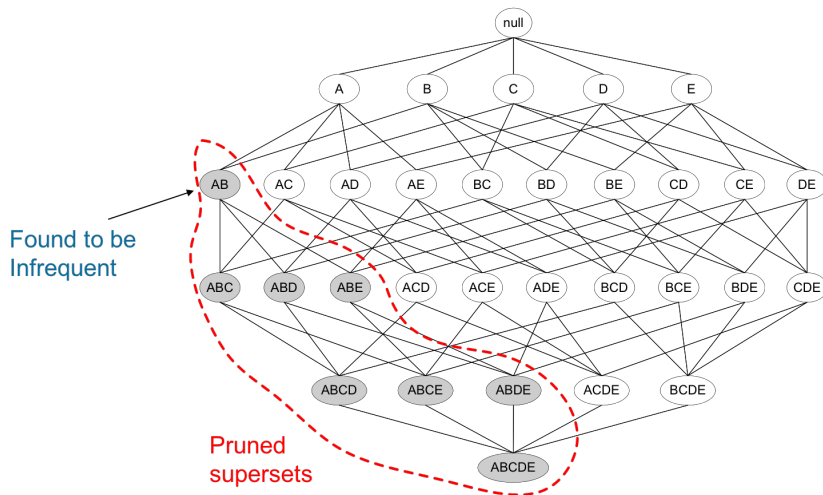 null
A B C D E
AB AC AD AE BC BD BE CD CE DE
Found to be
Infrequent
ABC ABD ABE ACD ACE ADE BCD BCE BDE CDE
ABCD ABCE ABDE ACDE BCDE
Pruned
supersets
ABCDE